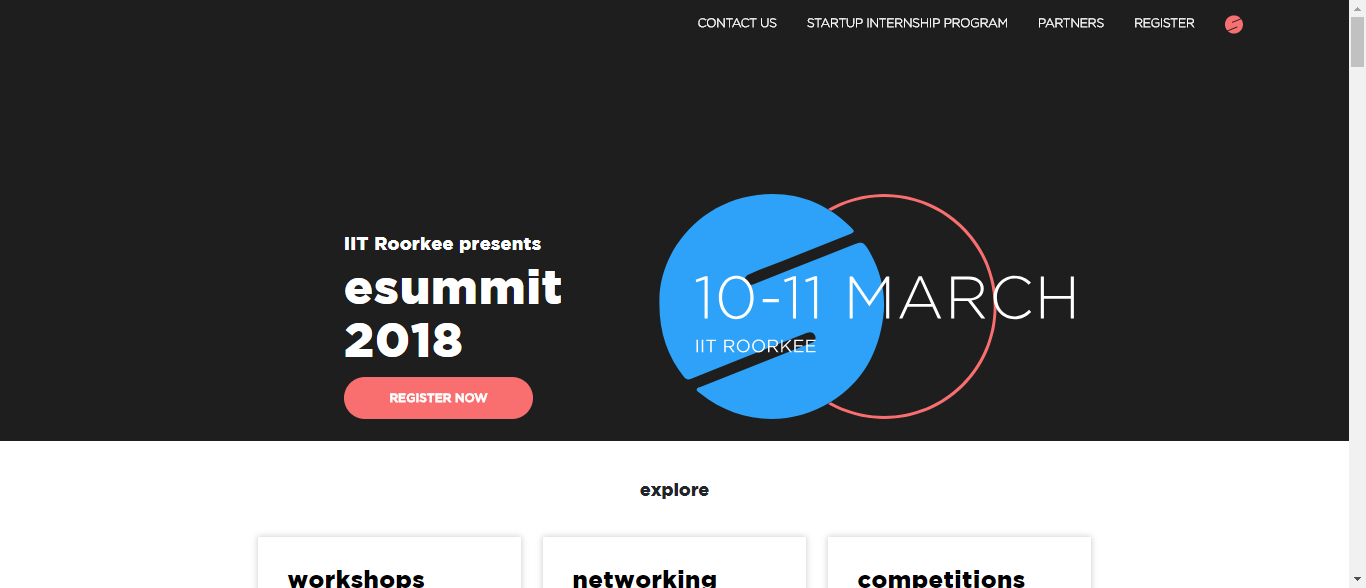 CONTACT US STARTUP INTERNSHIP PROGRAM PARTNERS REGISTER
IIT Roorkee presents
esummit
2018
REGISTER NOW
10-11 MARCH
IIT ROORKEE
explore
workshops networking competitions